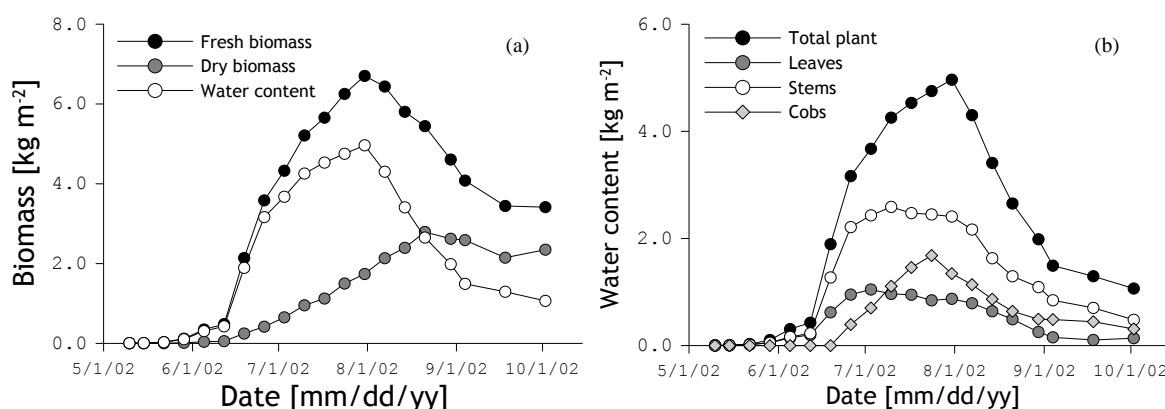 8.0
6.0
4.0
2.0
0.0
Biomass [kg m-2]
Fresh biomass
Dry biomass
Water content
(a)
5/1/02 6/1/02 7/1/02 8/1/02 9/1/02 10/1/02
Date [mm/dd/yy]
6.0
4.0
2.0
0.0
Water content [kg m-2]
Total plant
Leaves
Stems
Cobs
(b)
5/1/02 6/1/02 7/1/02 8/1/02 9/1/02 10/1/02
Date [mm/dd/yy]